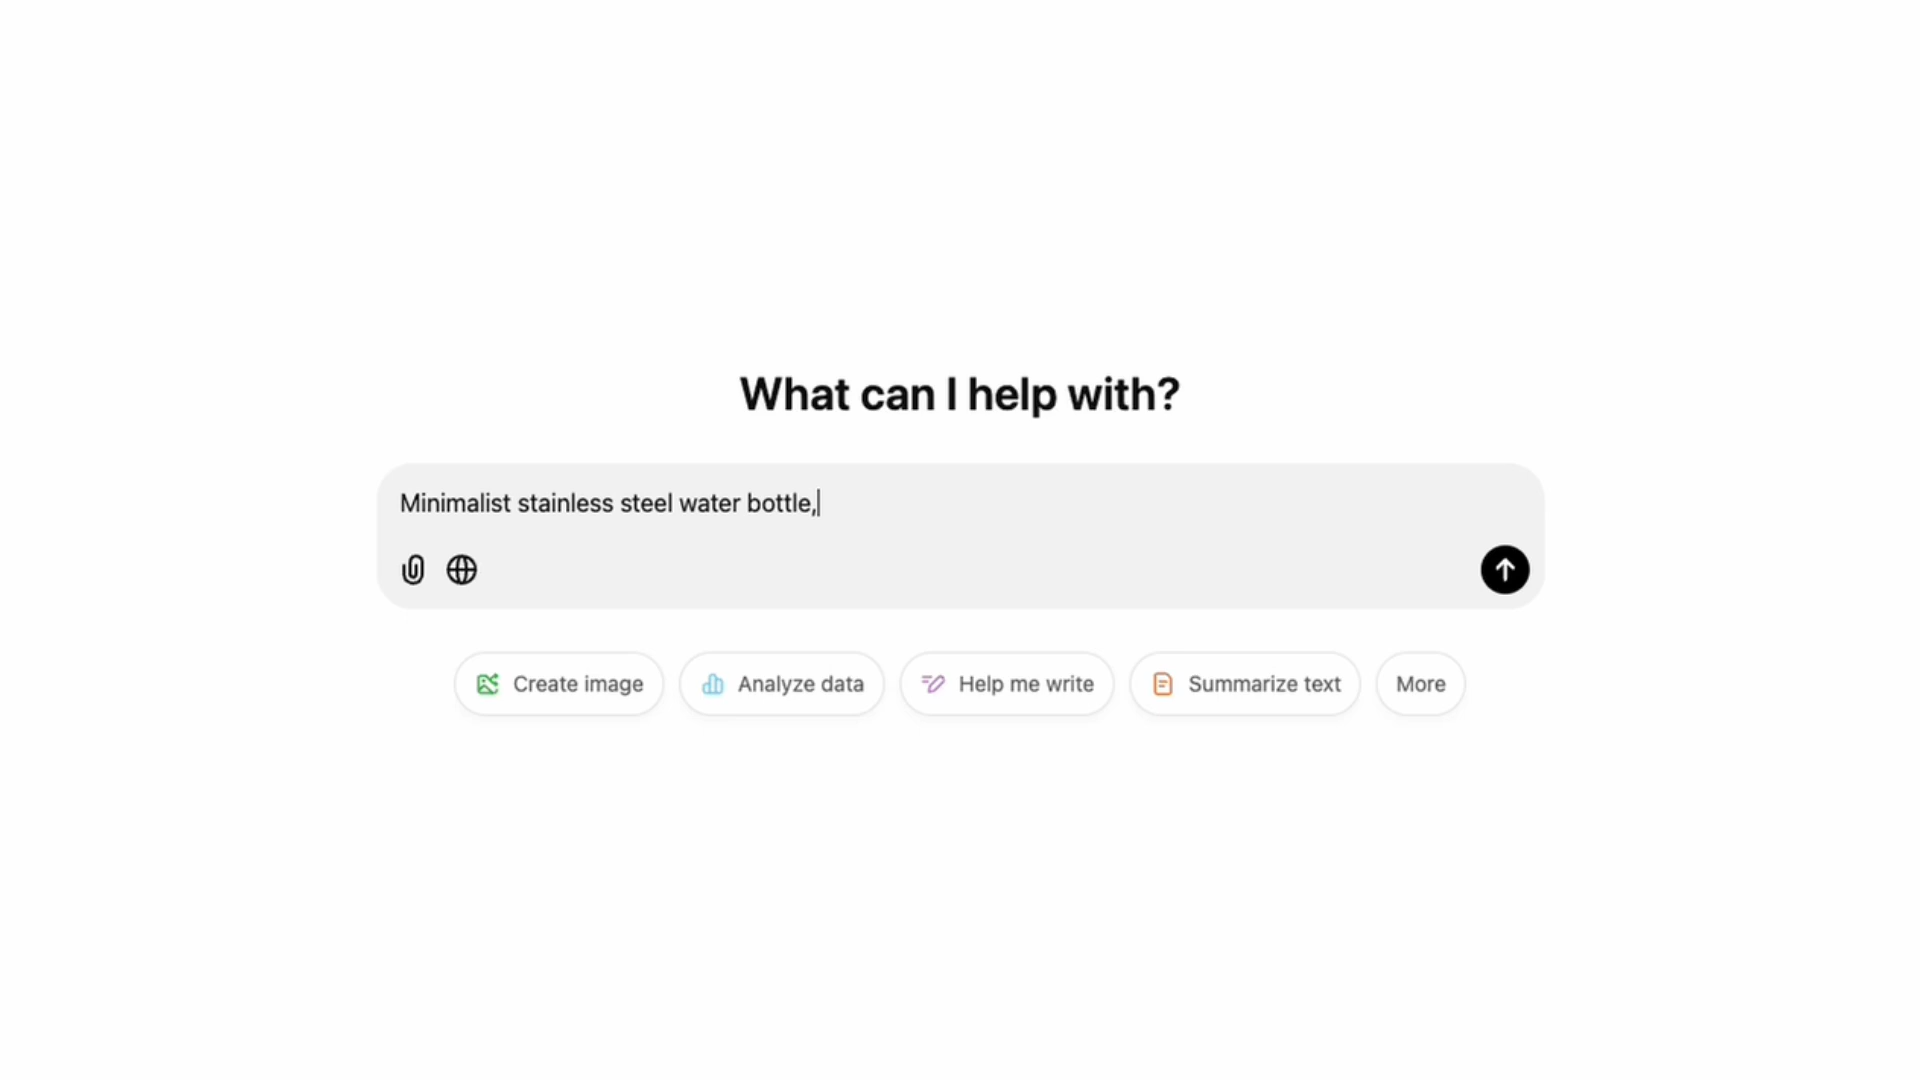 What can I help with?
Minimalist stainless steel water bottle,
Create image
Analyze data
Help me write
Summarize text
More